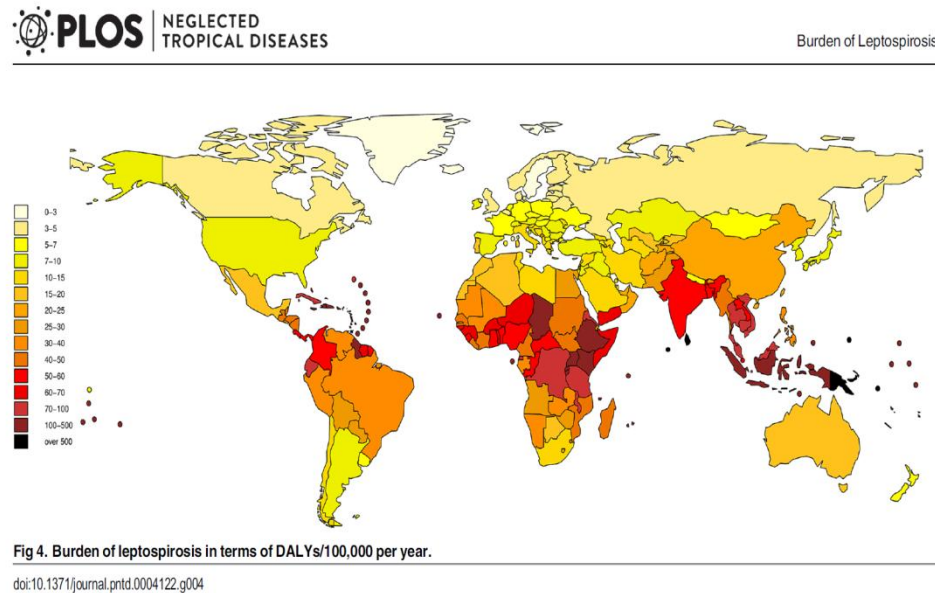 PLOS
NEGLECTED
TROPICAL DISEASES
Burden of Leptospirosis
0–3
3–5
5–7
7–10
10–15
15–20
20–25
25–30
30–40
40–50
50–60
60–70
70–100
100–500
over 500
Fig 4. Burden of leptospirosis in terms of DALYs/100,000 per year.
doi:10.1371/journal.pntd.0004122.g004